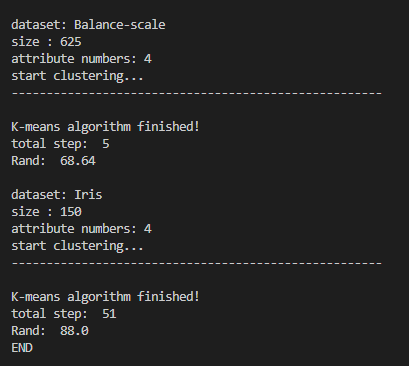 dataset: Balance-scale
size : 625
attribute numbers: 4
start clustering...
-----------------------------------------------------
K-means algorithm finished!
total step:  5
Rand:  68.64
dataset: Iris
size : 150
attribute numbers: 4
start clustering...
-----------------------------------------------------
K-means algorithm finished!
total step:  51
Rand:  88.0
END